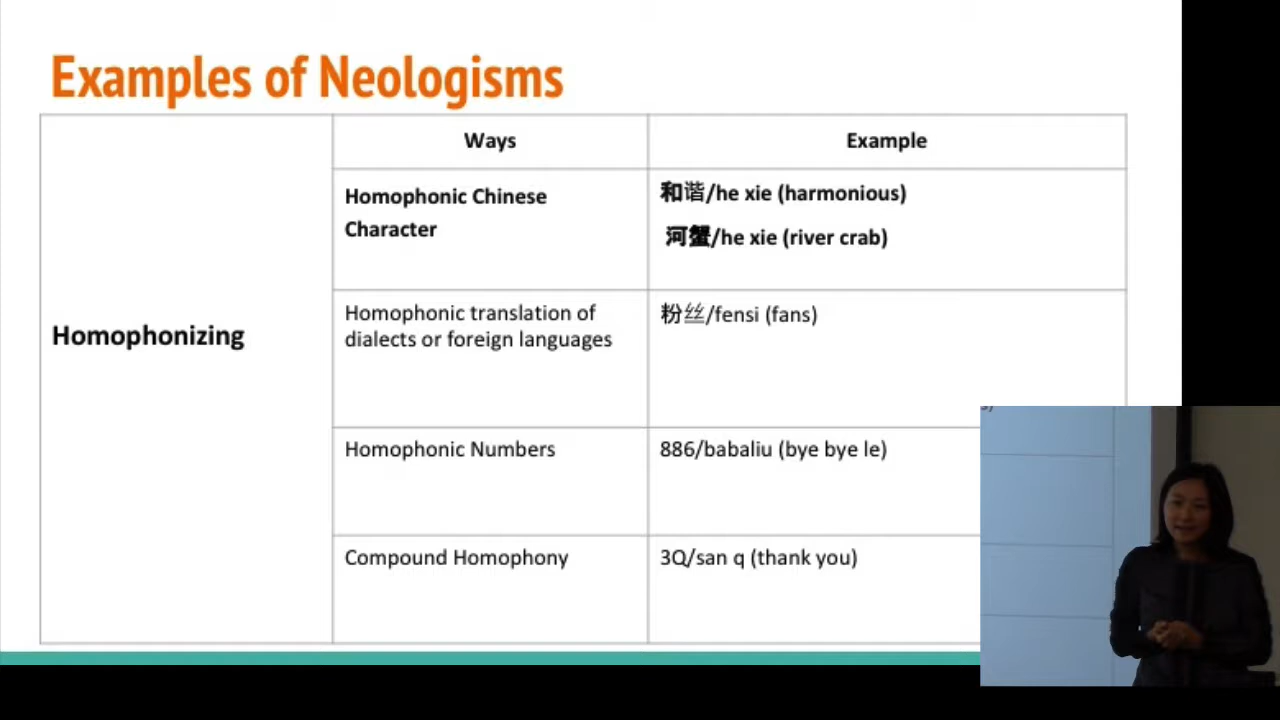 Examples of Neologisms
Ways
Example
Homophonizing
Homophonic Chinese
Character
和谐/he xie (harmonious)
河蟹/he xie (river crab)
Homophonic translation of
dialects or foreign languages
粉丝/fensi (fans)
Homophonic Numbers
886/babaliu (bye bye le)
Compound Homophony
3Q/san q (thank you)